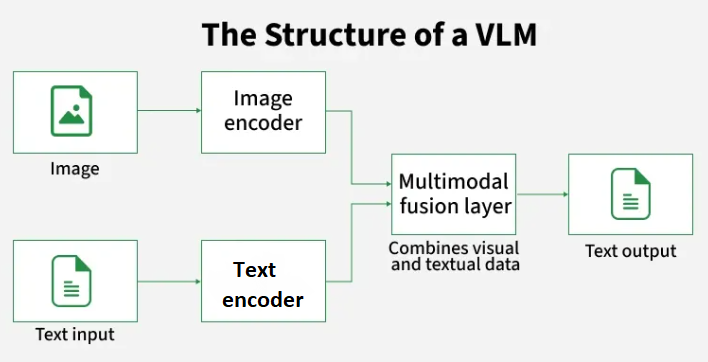 The Structure of a VLM
Image
encoder
Image
Multimodal
fusion layer
Combines visual
and textual data
Text output
Text
encoder
Text input